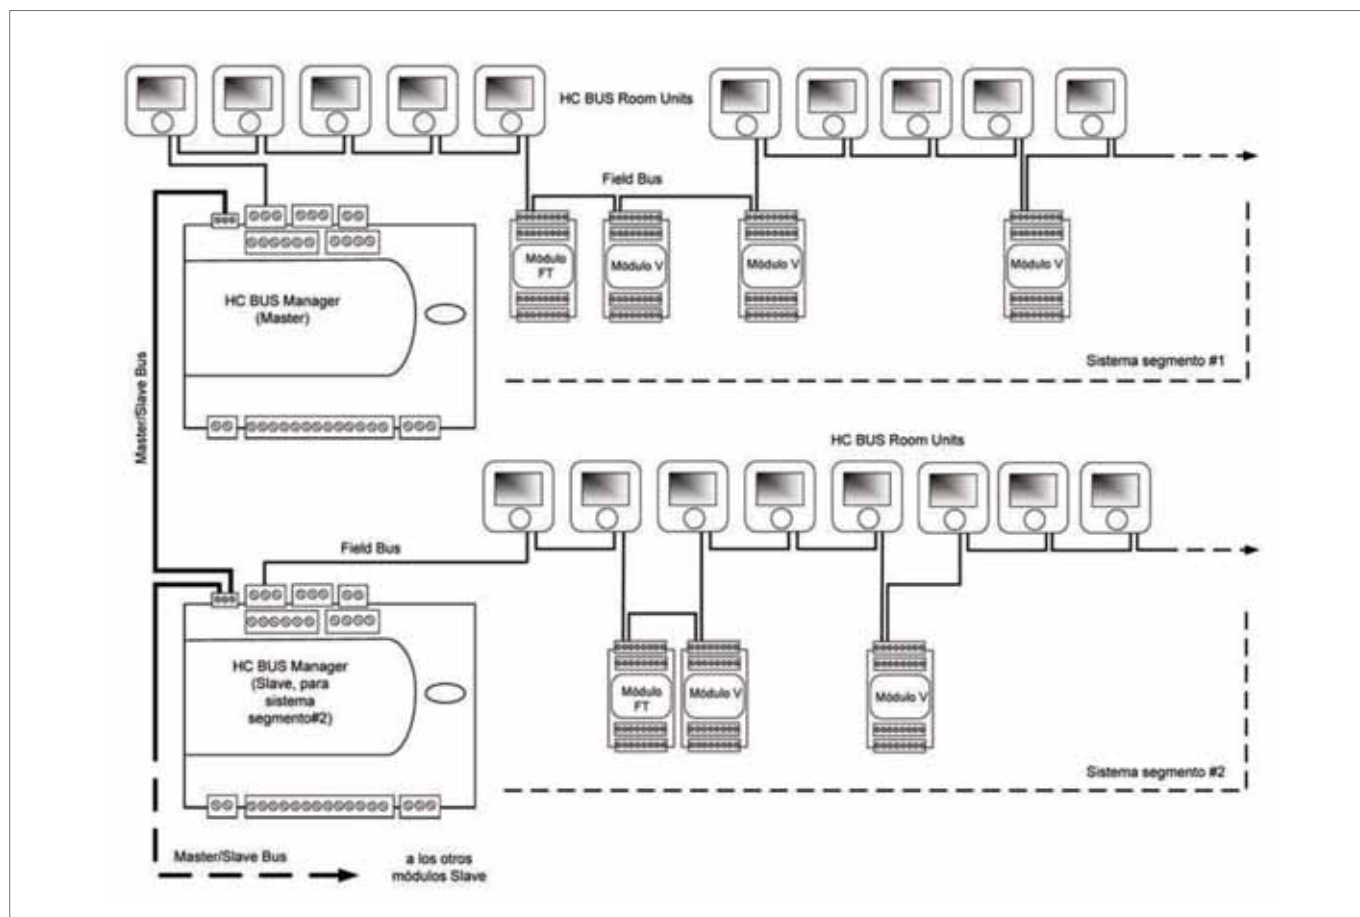 HC BUS Room Units
Field Bus
Módulo
FT
Módulo V
Módulo V
Módulo V
HC BUS Manager
(Master)
Sistema segmento #1
Master/Slave Bus
HC BUS Room Units
Field Bus
HC BUS Manager
(Slave, para
sistema
segmento#2)
Módulo
FT
Módulo V
Módulo V
Sistema segmento #2
Master/Slave Bus
a los otros
módulos Slave